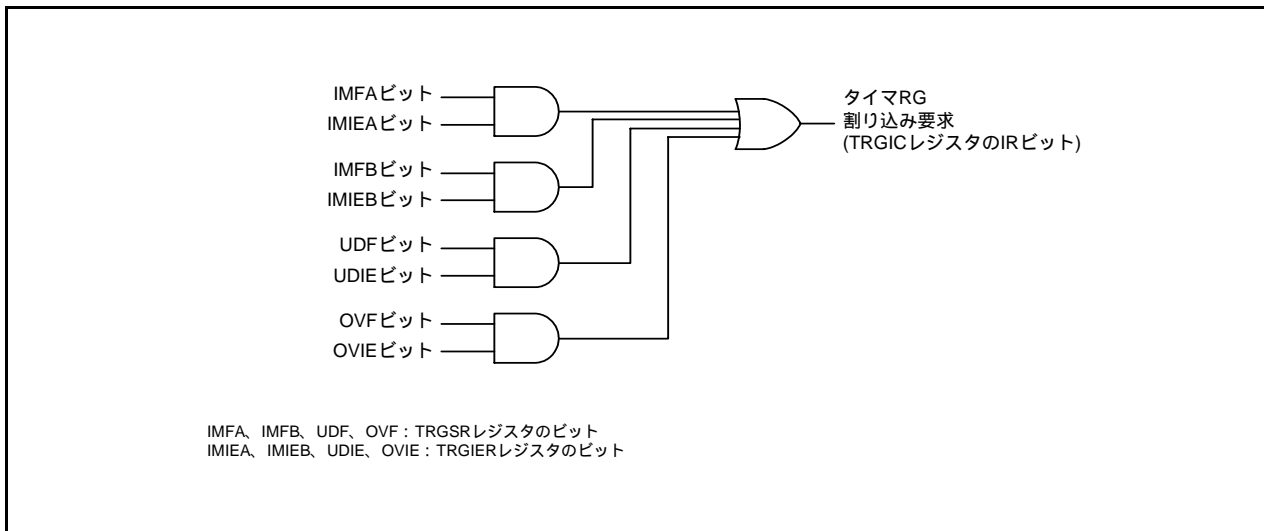 IMFAビット
IMIEAビット
IMFBビット
IMIEBビット
UDFビット
UDIEビット
OVFビット
OVIEビット
タイマRG
割り込み要求
(TRGICレジスタのIRビット)
IMFA、IMFB、UDF、OVF：TRGSRレジスタのビット
IMIEA、IMIEB、UDIE、OVIE：TRGIERレジスタのビット